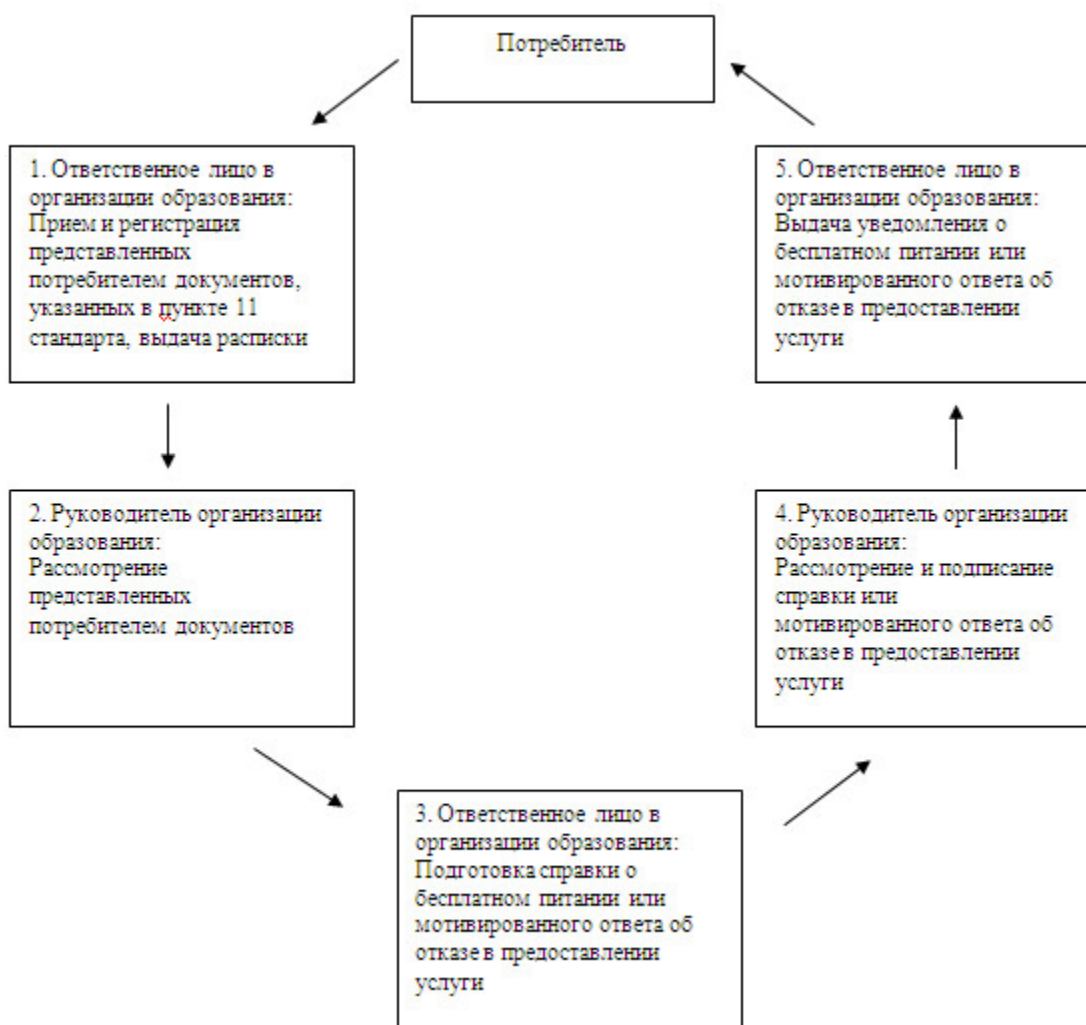 Потребитель
1. Ответственное лицо в
организации образования:
Прием и регистрация
представленных
потребителем документов,
указанных в пункте 11
стандарта, выдача расписки
2. Руководитель организации
образования:
Рассмотрение
представленных
потребителем документов
3. Ответственное лицо в
организации образования:
Подготовка справки о
бесплатном питании или
мотивированного ответа об
отказе в предоставлении
услуги
4. Руководитель организации
образования:
Рассмотрение и подписание
справки или
мотивированного ответа об
отказе в предоставлении
услуги
5. Ответственное лицо в
организации образования:
Выдача уведомления о
бесплатном питании или
мотивированного ответа об
отказе в предоставлении
услуги